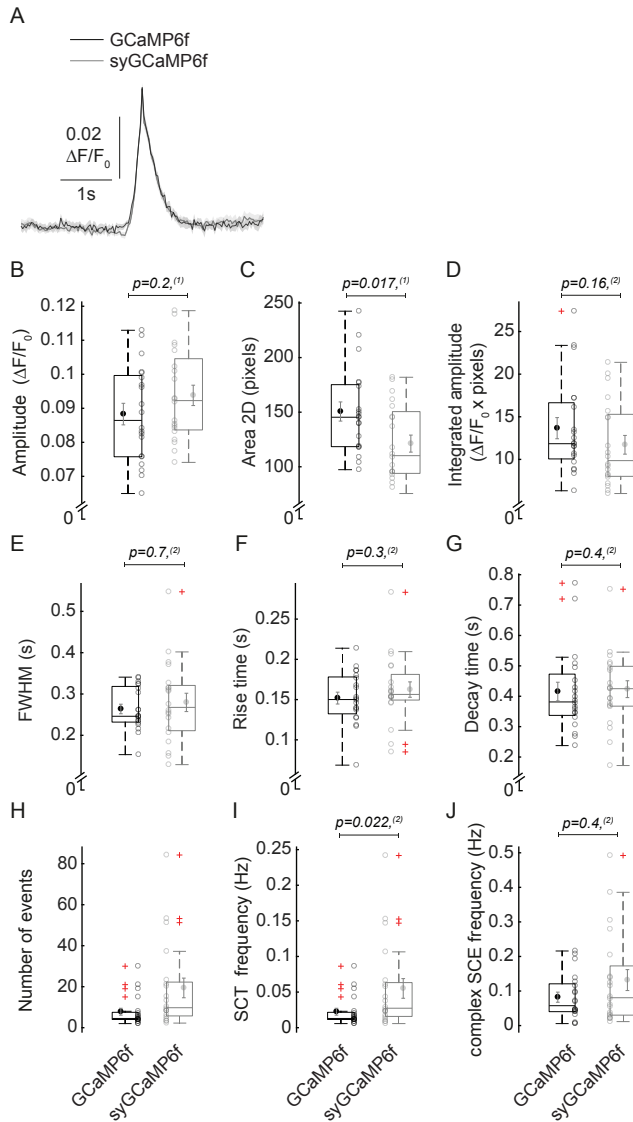 A
GCaMP6f
syGCaMP6f
0.02
ΔF/F0
1s
B
p=0.2,(1)
Amplitude (ΔF/F0)
0.12
0.11
0.1
0.09
0.08
0.07
0
C
p=0.017,(1)
Area 2D (pixels)
250
200
150
100
0
D
p=0.16,(2)
Integrated amplitude
(ΔF/F0 x pixels)
25
20
15
10
0
E
p=0.7,(2)
FWHM (s)
0.5
0.4
0.3
0.2
0
F
p=0.3,(2)
Rise time (s)
0.25
0.2
0.15
0.1
0
G
p=0.4,(2)
Decay time (s)
0.8
0.7
0.6
0.5
0.4
0.3
0.2
0
H
Number of events
80
60
40
20
0
GCaMP6f
syGCaMP6f
I
p=0.022,(2)
SCT frequency (Hz)
0.25
0.2
0.15
0.1
0.05
0
GCaMP6f
syGCaMP6f
J
p=0.4,(2)
complex SCE frequency (Hz)
0.5
0.4
0.3
0.2
0.1
0
GCaMP6f
syGCaMP6f